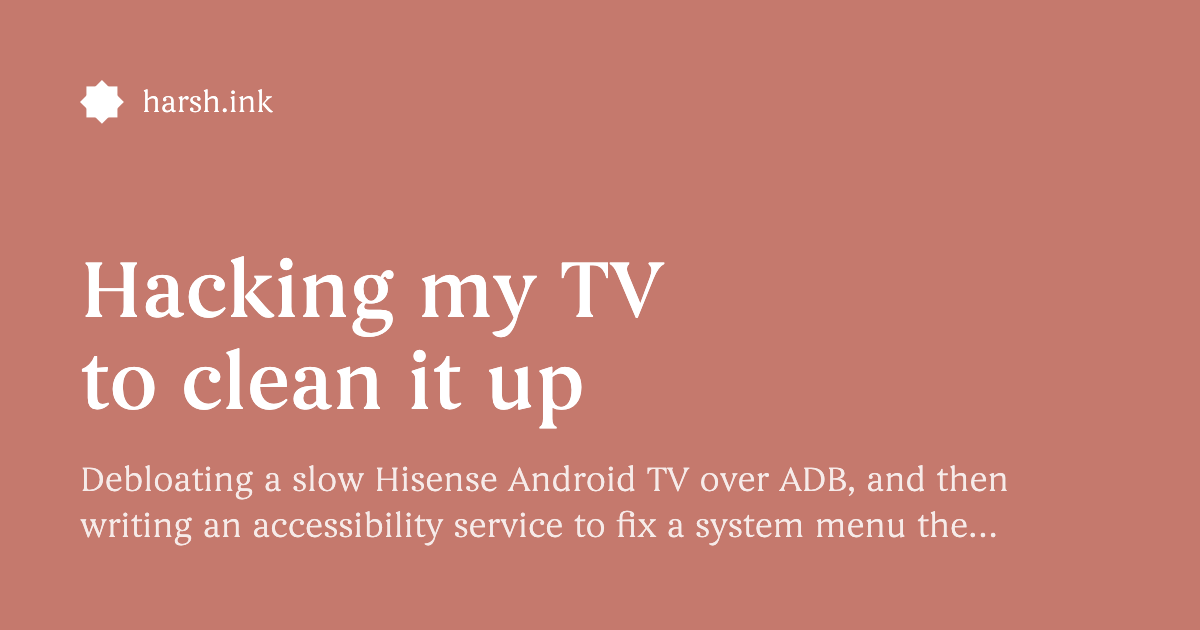 harsh.ink
Hacking my TV
to clean it up
Debloating a slow Hisense Android TV over ADB, and then
writing an accessibility service to fix a system menu the...